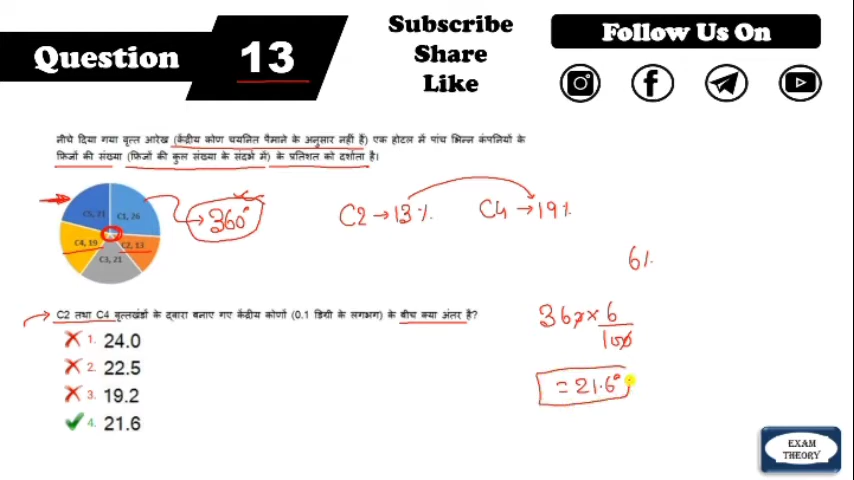 Question 13
Subscribe
Share
Like
Follow Us On
नीचे दिया गया वृत्त आरेख (केंद्रीय कोण चयनित पैमाने के अनुसार नहीं हैं) एक होटल में पांच भिन्न कंपनियों के
फ्रिजों की संख्या (फ्रिजों की कुल संख्या के संदर्भ में) के प्रतिशत को दर्शाता है।
C5, 21
C1, 26
C4, 19
C2, 13
C3, 21
360°
C2 → 13%
C4 → 19%
6%
C2 तथा C4 वृत्तखंडों के द्वारा बनाए गए केंद्रीय कोणों (0.1 डिग्री के लगभग) के बीच क्या अंतर है?
1. 24.0
2. 22.5
3. 19.2
4. 21.6
360 × 6
100
= 21.6°
EXAM
THEORY